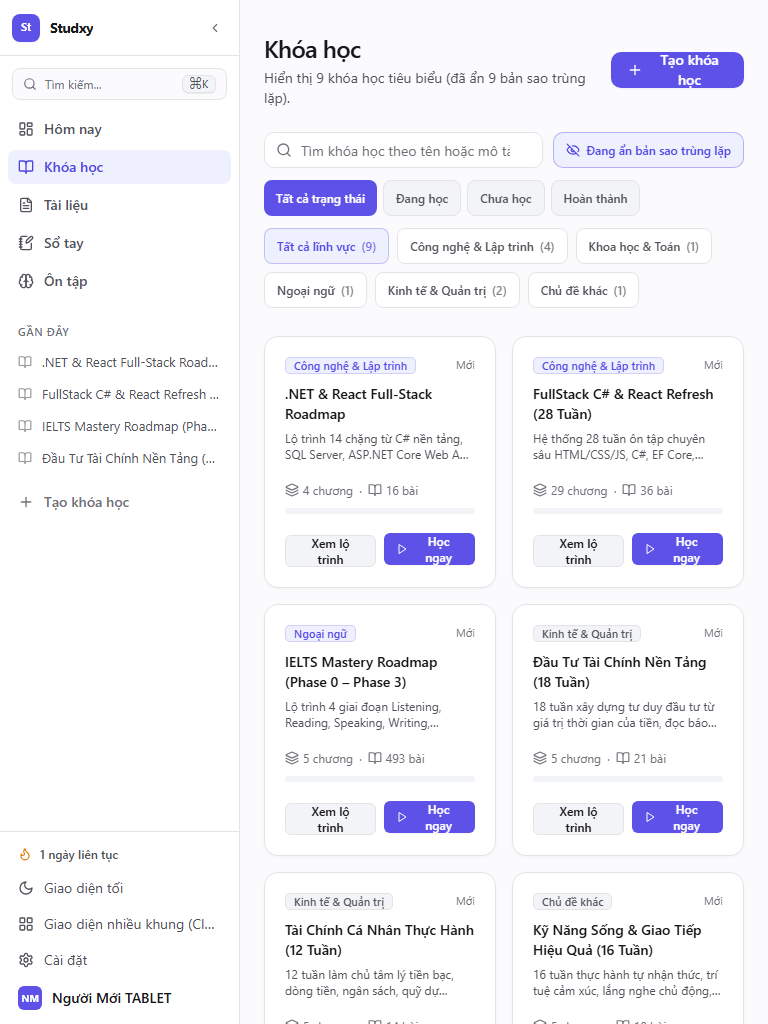 St Studxy
Tìm kiếm... ⌘K
Hôm nay
Khóa học
Tài liệu
Sổ tay
Ôn tập
GẦN ĐÂY
.NET & React Full-Stack Road...
FullStack C# & React Refresh ...
IELTS Mastery Roadmap (Pha...
Đầu Tư Tài Chính Nền Tảng (...
Tạo khóa học
1 ngày liên tục
Giao diện tối
Giao diện nhiều khung (Cl...
Cài đặt
NM Người Mới TABLET
Khóa học
Hiển thị 9 khóa học tiêu biểu (đã ẩn 9 bản sao trùng
lặp).
Tạo khóa
học
Tìm khóa học theo tên hoặc mô tả
Đang ẩn bản sao trùng lặp
Tất cả trạng thái Đang học Chưa học Hoàn thành
Tất cả lĩnh vực (9) Công nghệ & Lập trình (4) Khoa học & Toán (1)
Ngoại ngữ (1) Kinh tế & Quản trị (2) Chủ đề khác (1)
Công nghệ & Lập trình Mới
.NET & React Full-Stack
Roadmap
Lộ trình 14 chặng từ C# nền tảng,
SQL Server, ASP.NET Core Web A...
4 chương · 16 bài
Xem lộ
trình
Học
ngay
Công nghệ & Lập trình Mới
FullStack C# & React Refresh
(28 Tuần)
Hệ thống 28 tuần ôn tập chuyên
sâu HTML/CSS/JS, C#, EF Core,...
29 chương · 36 bài
Xem lộ
trình
Học
ngay
Ngoại ngữ Mới
IELTS Mastery Roadmap
(Phase 0 – Phase 3)
Lộ trình 4 giai đoạn Listening,
Reading, Speaking, Writing,...
5 chương · 493 bài
Xem lộ
trình
Học
ngay
Kinh tế & Quản trị Mới
Đầu Tư Tài Chính Nền Tảng
(18 Tuần)
18 tuần xây dựng tư duy đầu tư từ
giá trị thời gian của tiền, đọc báo...
5 chương · 21 bài
Xem lộ
trình
Học
ngay
Kinh tế & Quản trị Mới
Tài Chính Cá Nhân Thực Hành
(12 Tuần)
12 tuần làm chủ tâm lý tiền bạc,
dòng tiền, ngân sách, quỹ dự...
Chủ đề khác Mới
Kỹ Năng Sống & Giao Tiếp
Hiệu Quả (16 Tuần)
16 tuần thực hành tự nhận thức, trí
tuệ cảm xúc, lắng nghe chủ động,...